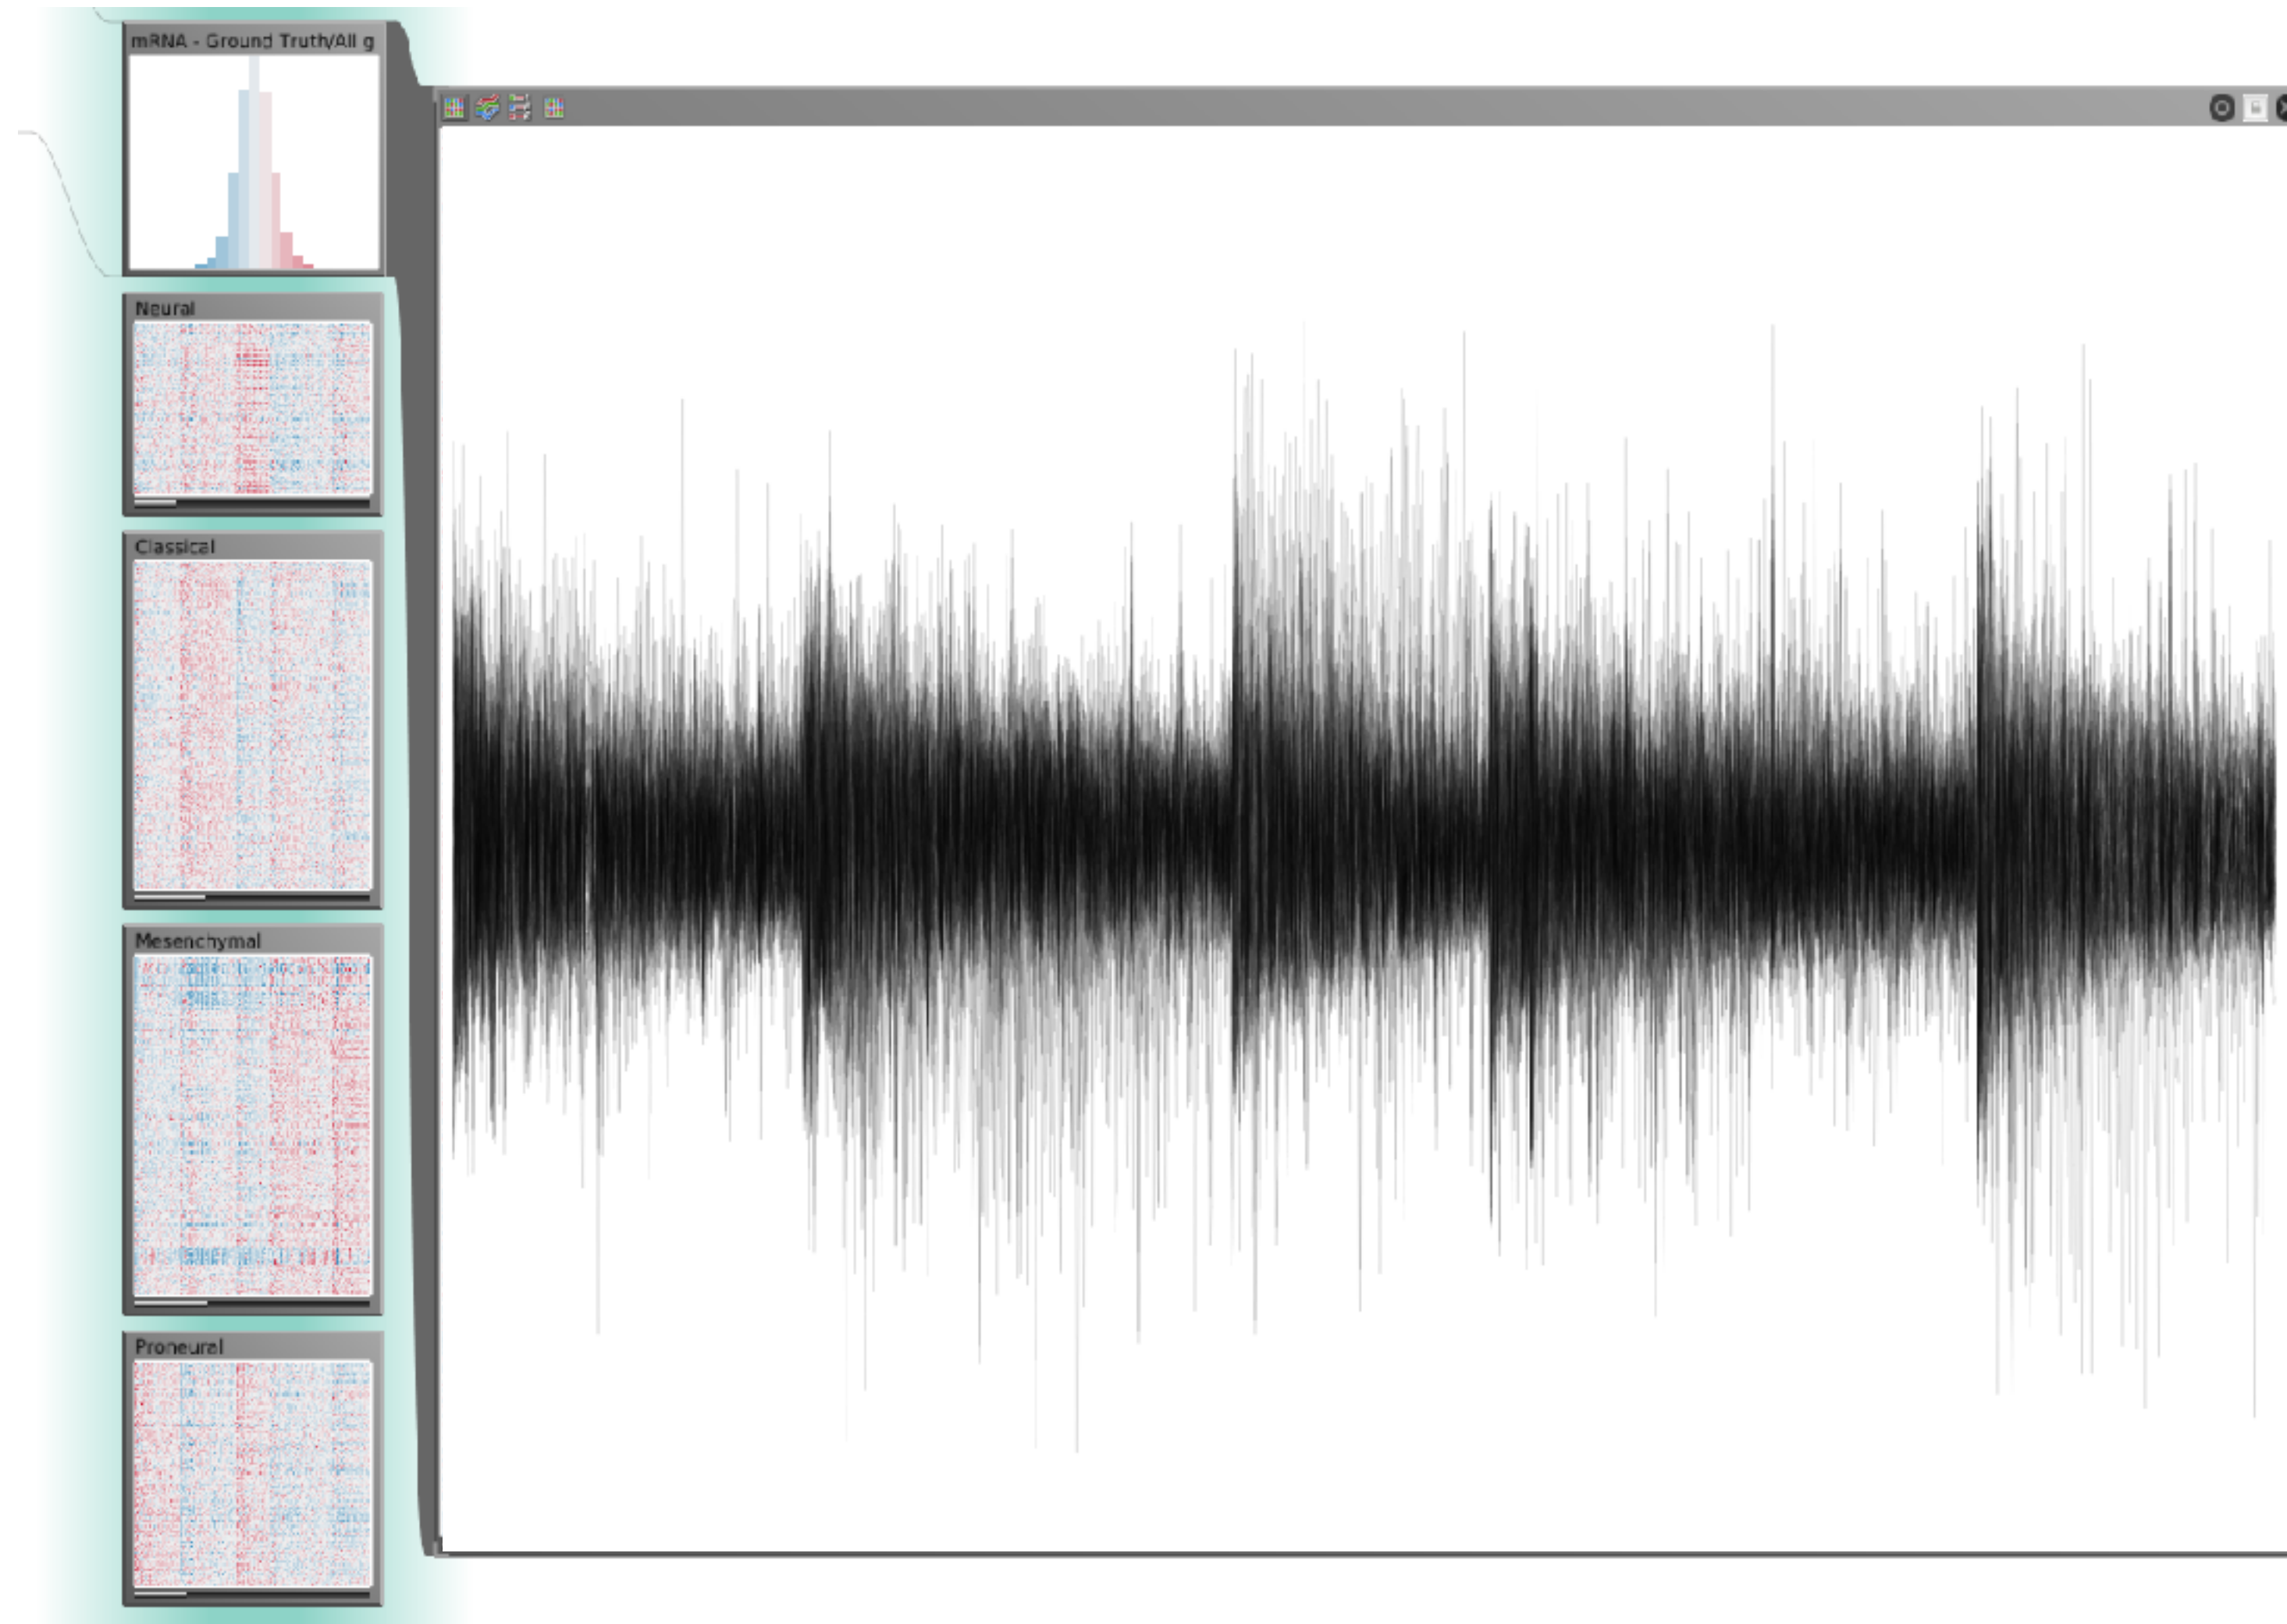 mRNA - Ground Truth/All g
Neural
Classical
Mesenchymal
Proneural